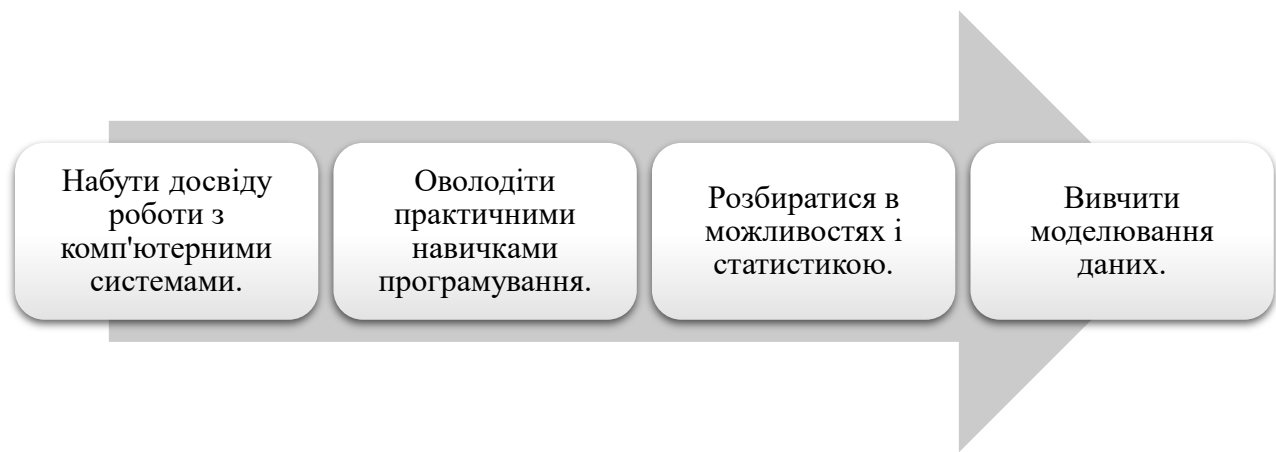 Набути досвіду
роботи з
комп'ютерними
системами.
Оволодіти
практичними
навичками
програмування.
Розбиратися в
можливостях і
статистикою.
Вивчити
моделювання
даних.